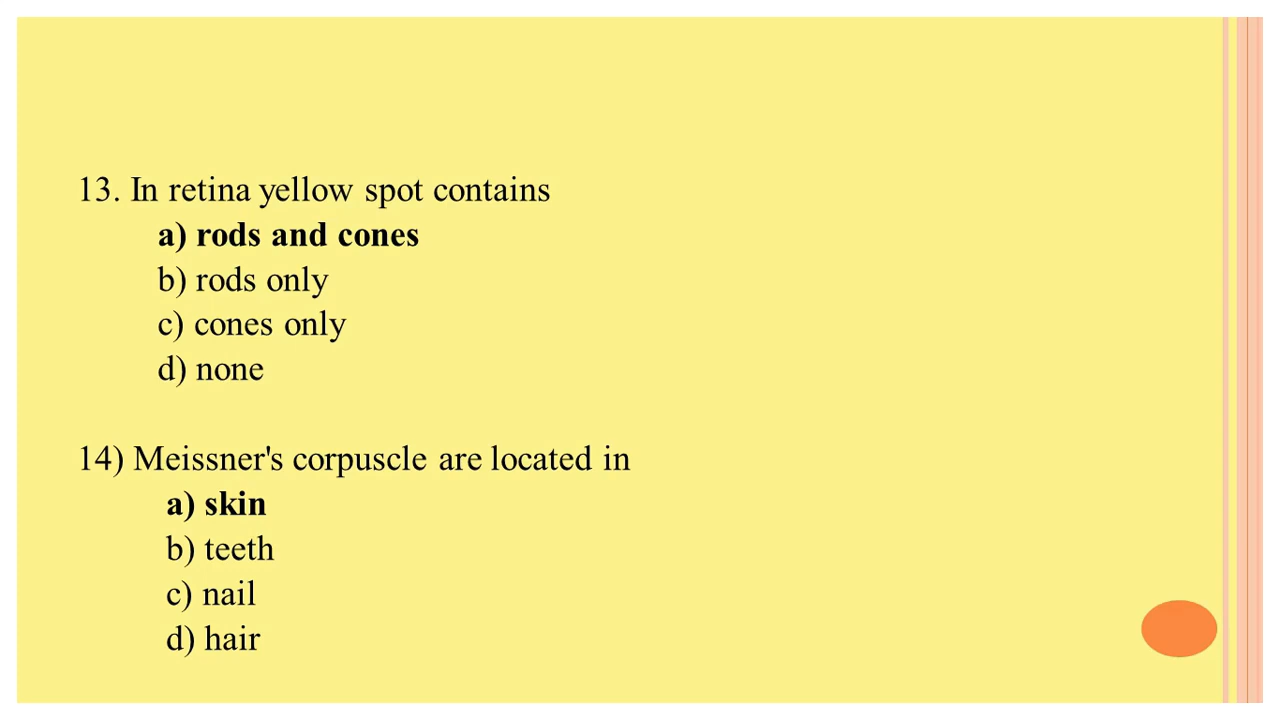 13. In retina yellow spot contains
a) rods and cones
b) rods only
c) cones only
d) none
14) Meissner's corpuscle are located in
a) skin
b) teeth
c) nail
d) hair